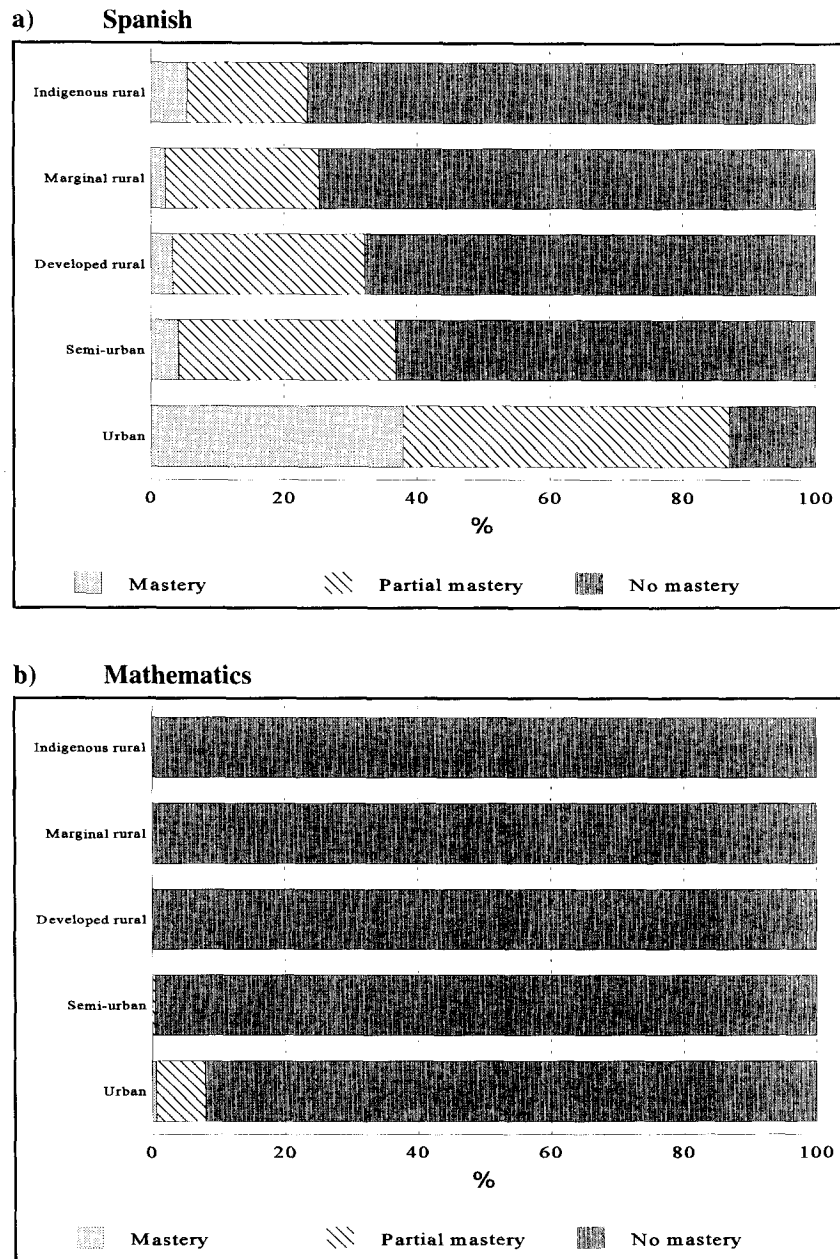 a) Spanish
Indigenous rural
Marginal rural
Developed rural
Semi-urban
Urban
0 20 40 60 80 100
%
Mastery Partial mastery No mastery
b) Mathematics
Indigenous rural
Marginal rural
Developed rural
Semi-urban
Urban
0 20 40 60 80 100
%
Mastery Partial mastery No mastery